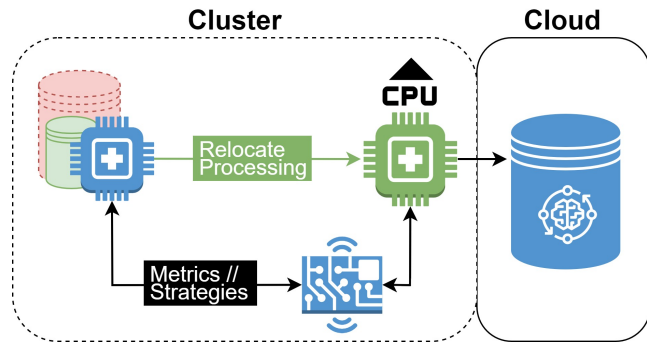 Cluster
Cloud
CPU
Relocate
Processing
Metrics //
Strategies